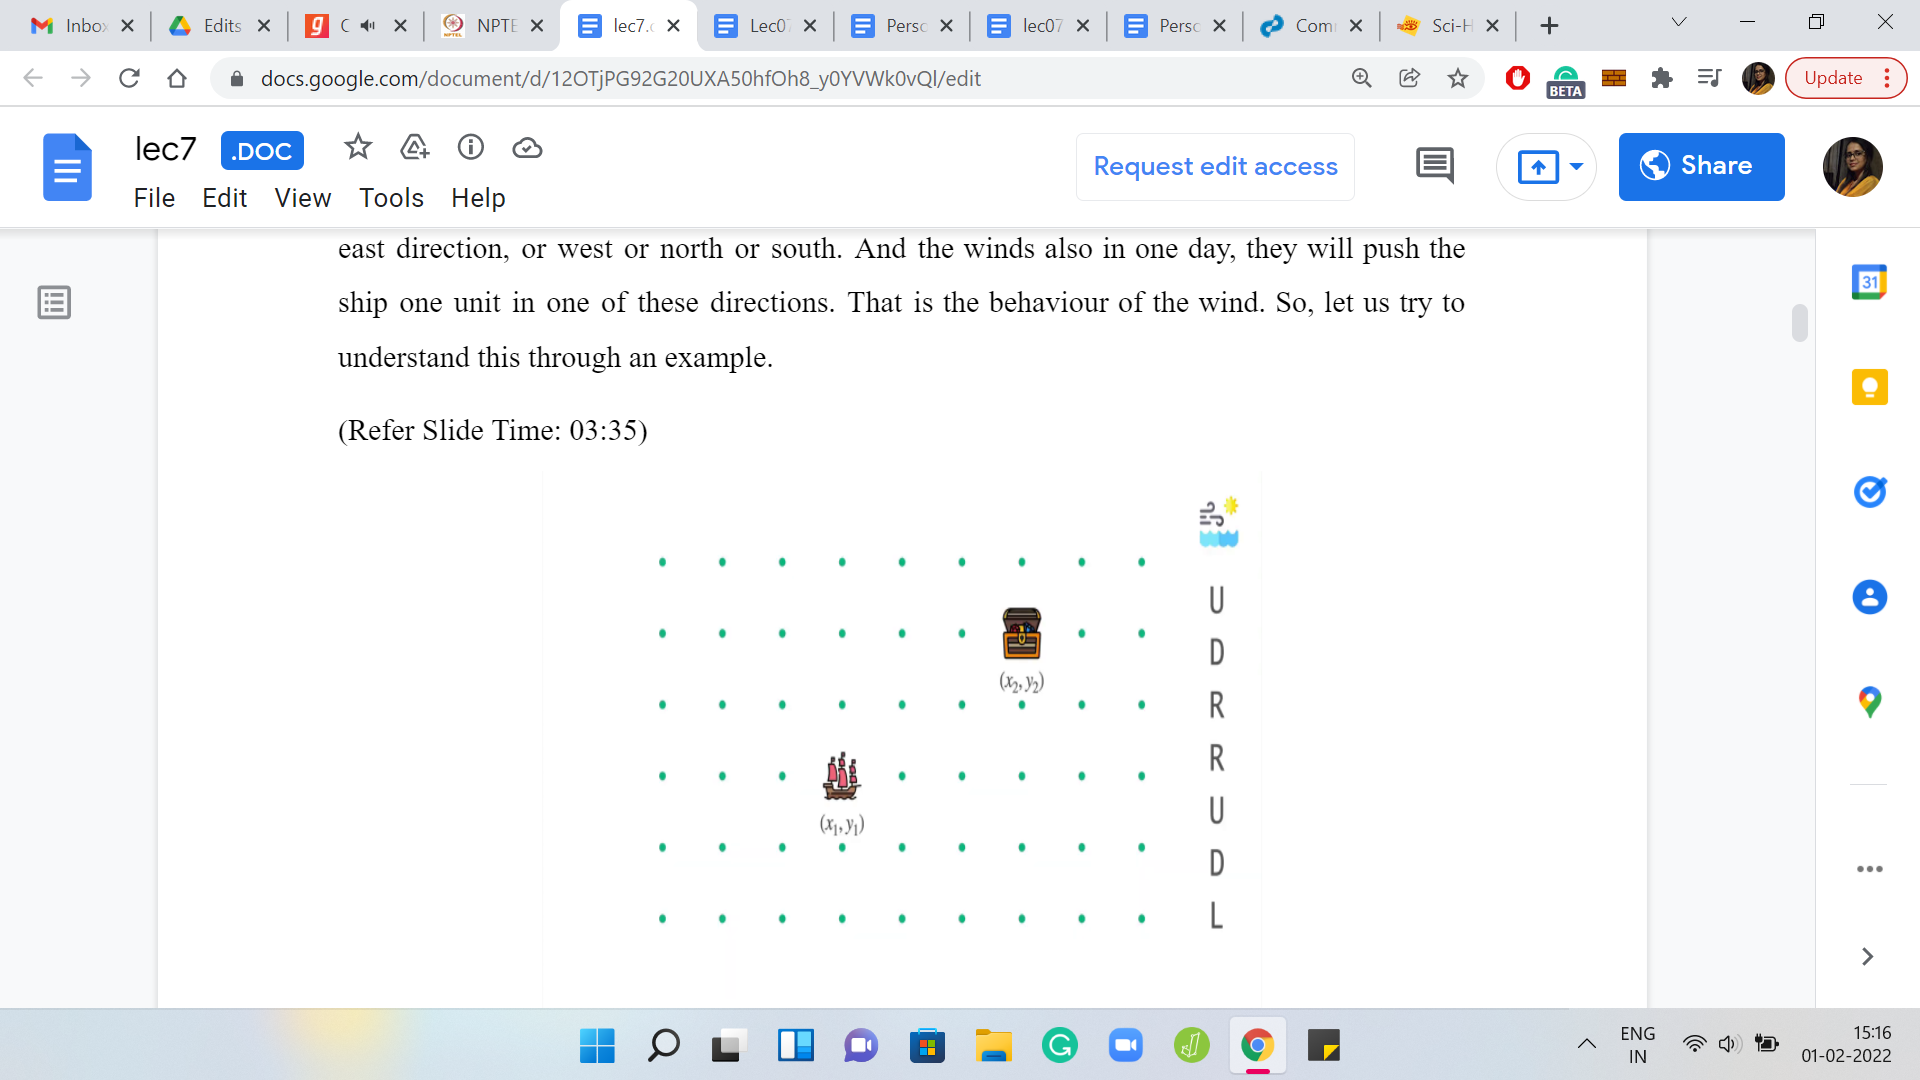 Inbox
Edits
C
NPTE
lec7.c
Lec07
Perso
lec07
Perso
Com
Sci-H
docs.google.com/document/d/12OTjPG92G20UXA50hfOh8_y0YVWk0vQl/edit
BETA
Update
lec7 .DOC
Request edit access
Share
File Edit View Tools Help
east direction, or west or north or south. And the winds also in one day, they will push the
ship one unit in one of these directions. That is the behaviour of the wind. So, let us try to
understand this through an example.
(Refer Slide Time: 03:35)
U
D
(x₂, y₂)
R
R
U
(x₁, y₁)
D
L
31
ENG
IN
15:16
01-02-2022